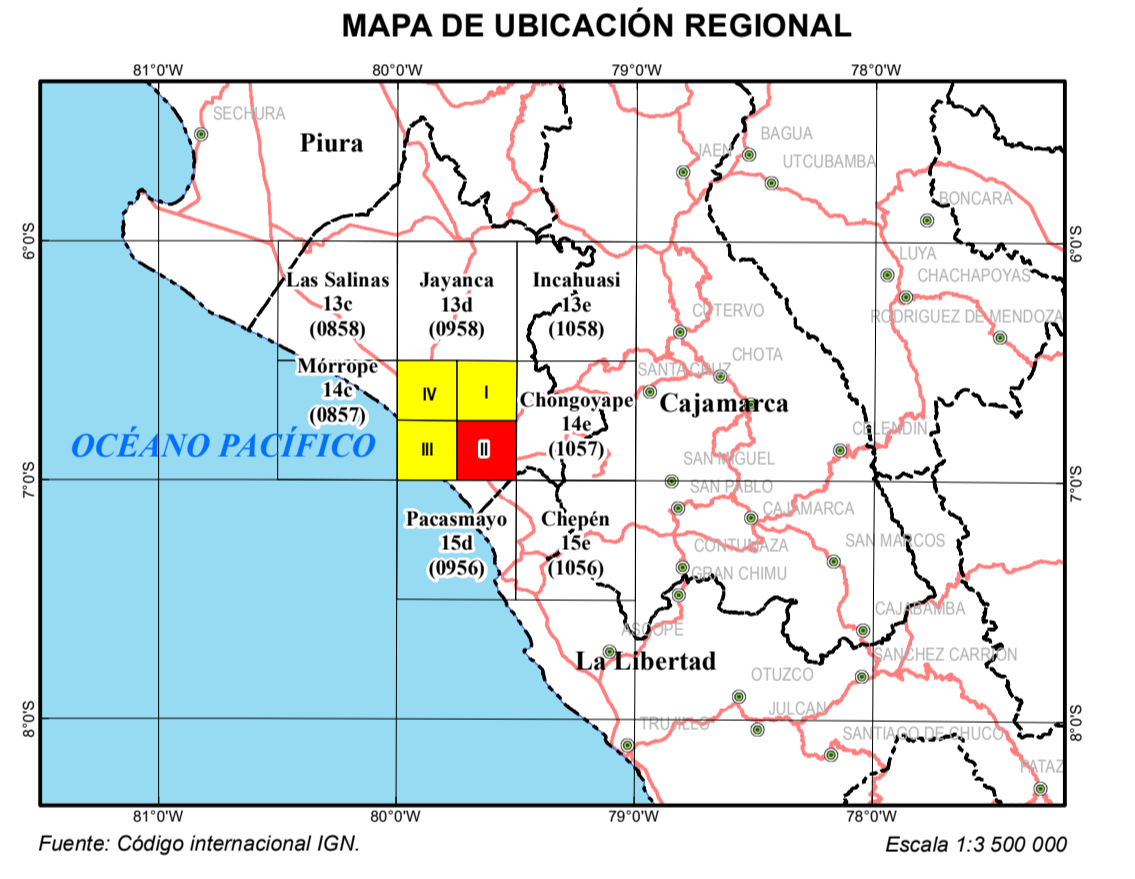 MAPA DE UBICACIÓN REGIONAL
81°0'W
80°0'W
79°0'W
78°0'W
SECHURA
Piura
BAGUA
JAEN
UTCUBAMBA
BONGARA
6°0'S
6°0'S
LUYA
CHACHAPOYAS
RODRIGUEZ DE MENDOZA
Las Salinas
13c
(0858)
Jayanca
13d
(0958)
Incahuasi
13e
(1058)
CUTERVO
CHOTA
SANTA CRUZ
Mórrope
14c
(0857)
IV
I
III
II
Chongoyape
14e
(1057)
Cajamarca
OCÉANO PACÍFICO
CELENDIN
SAN MIGUEL
7°0'S
7°0'S
SAN PABLO
CAJAMARCA
Pacasmayo
15d
(0956)
Chepén
15e
(1056)
CONTUMAZA
SAN MARCOS
GRAN CHIMU
CAJABAMBA
ASCOPE
La Libertad
SANCHEZ CARRION
OTUZCO
JULCAN
8°0'S
8°0'S
TRUJILLO
SANTIAGO DE CHUCO
PATAZ
81°0'W
80°0'W
79°0'W
78°0'W
Fuente: Código internacional IGN.
Escala 1:3 500 000